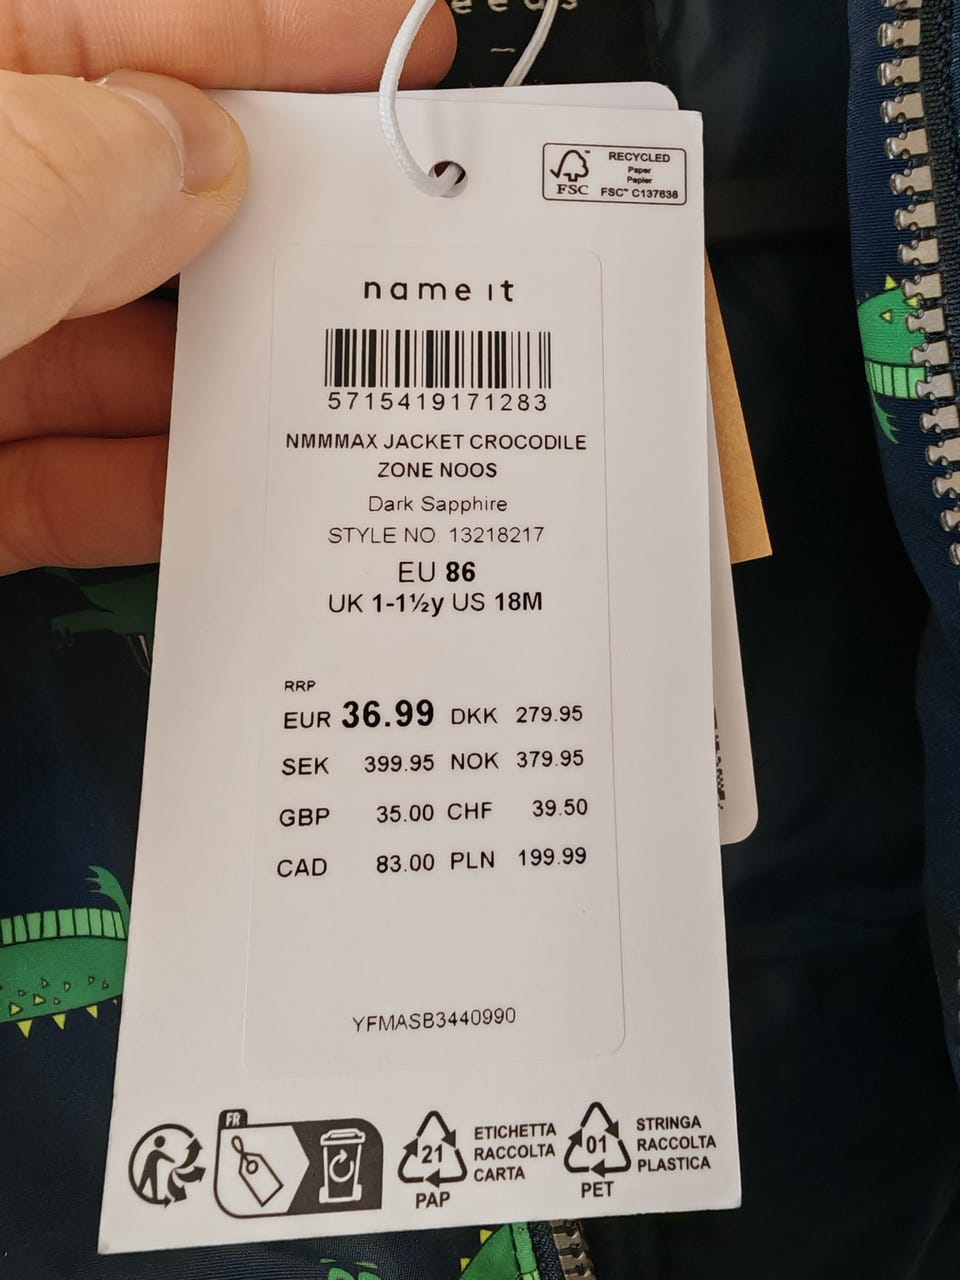 RECYCLED
Paper
Papier
FSC™ C137638
FSC
name it
5715419171283
NMMMAX JACKET CROCODILE
ZONE NOOS
Dark Sapphire
STYLE NO. 13218217
EU 86
UK 1-1½y US 18M
RRP
EUR 36.99 DKK 279.95
SEK 399.95 NOK 379.95
GBP 35.00 CHF 39.50
CAD 83.00 PLN 199.99
YFMASB3440990
FR
21
PAP
ETICHETTA
RACCOLTA
CARTA
01
PET
STRINGA
RACCOLTA
PLASTICA